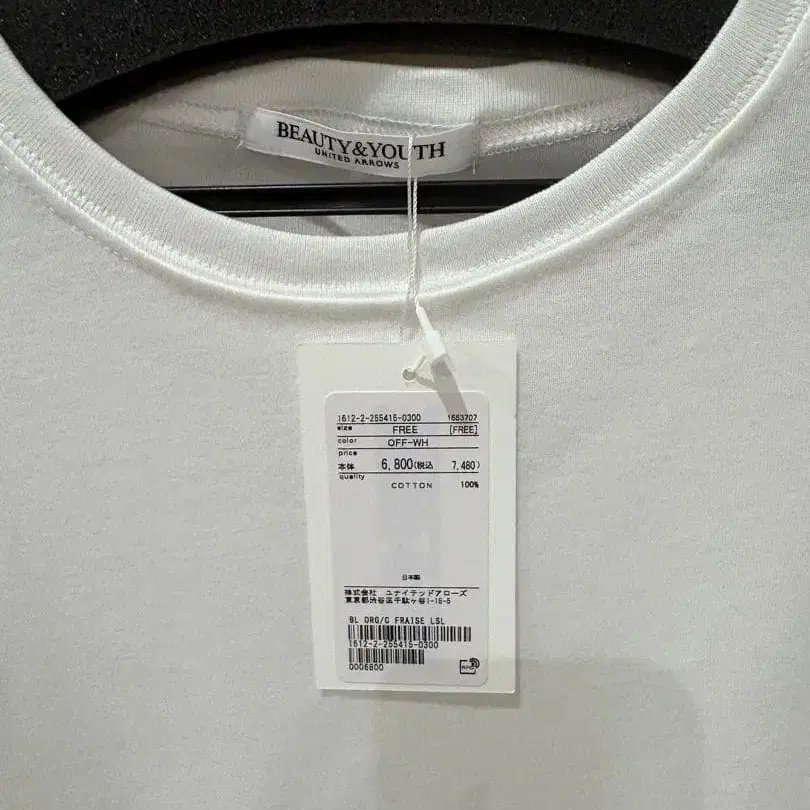 BEAUTY&YOUTH
UNITED ARROWS
1612-2-255415-0300 1663707
size FREE [FREE]
color OFF-WH
price
本体 6,800(税込 7,480)
quality
COTTON 100%
日本製
株式会社 ユナイテッドアローズ
東京都渋谷区千駄ヶ谷1-16-6
BL ORG/C FRAISE LSL
1612-2-255415-0300
0006800